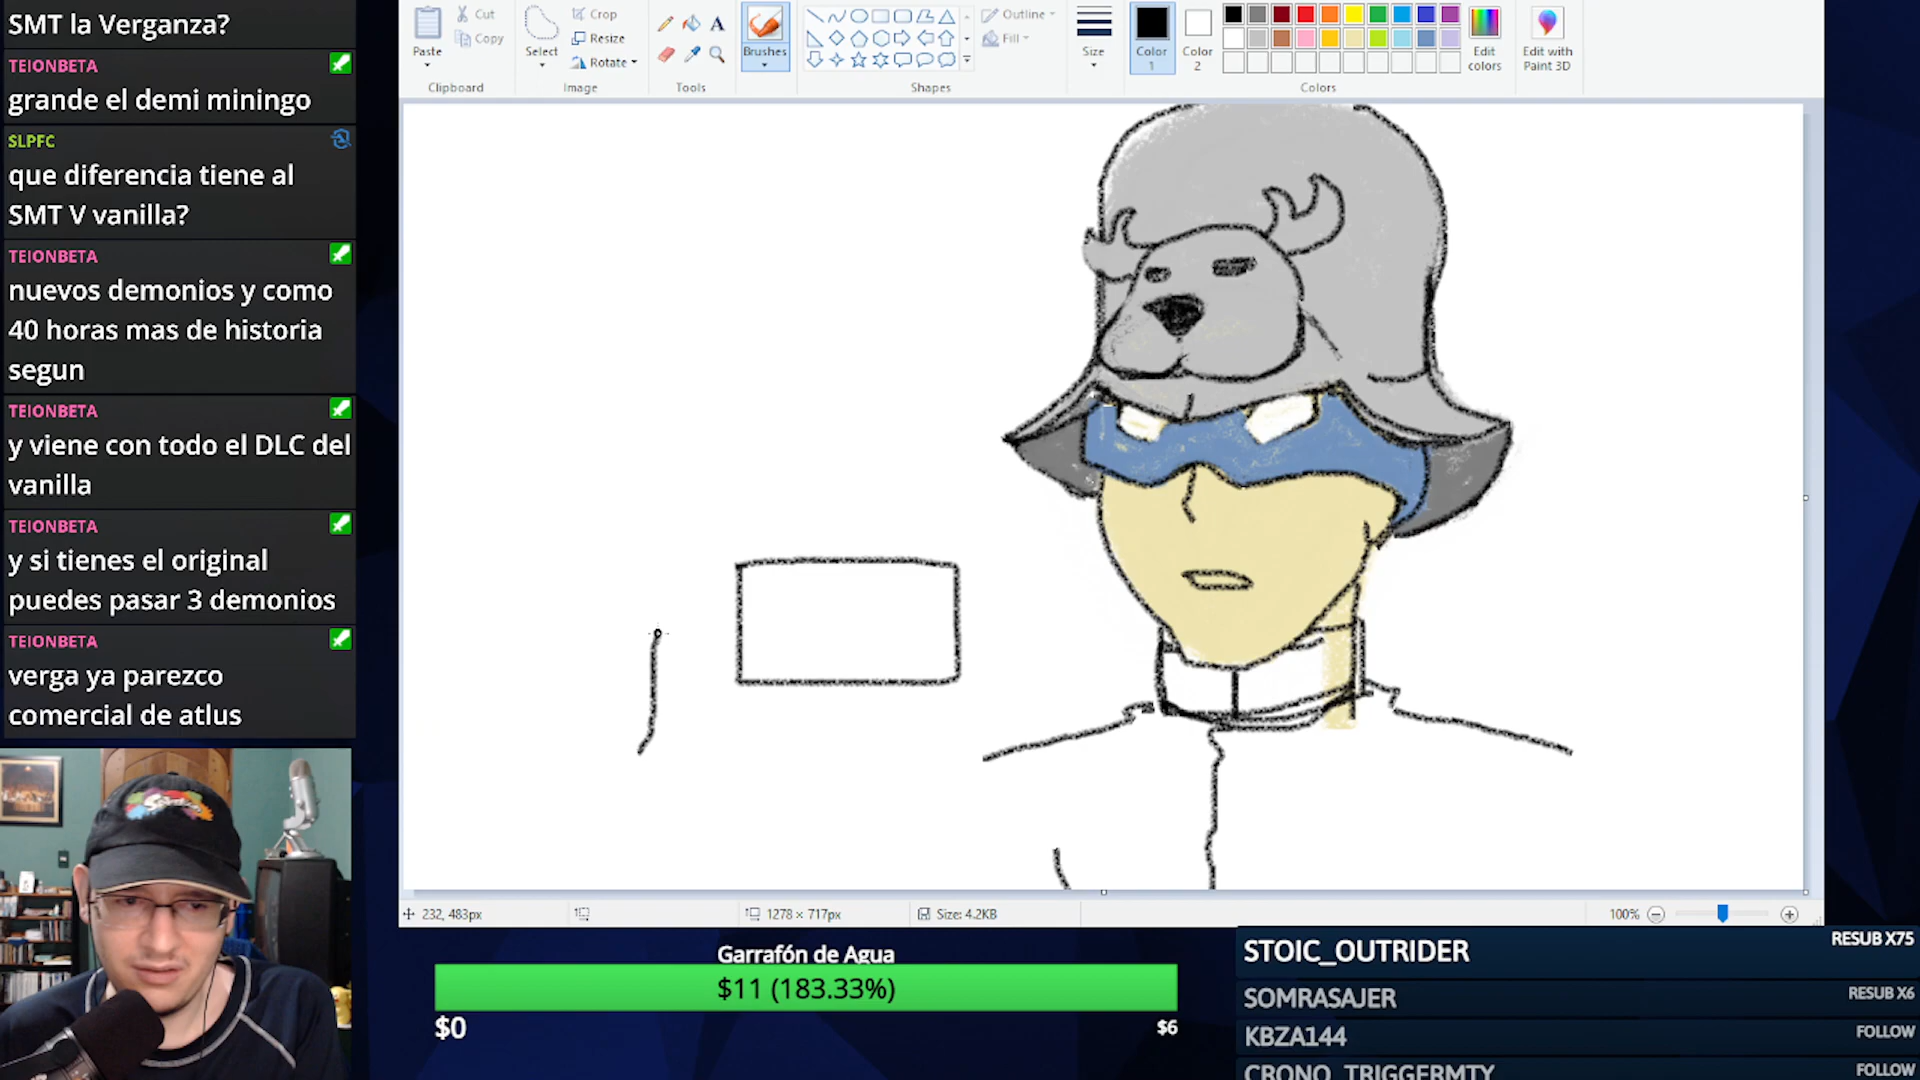 SMT la Verganza?
TEIONBETA
grande el demi miningo
SLPFC
que diferencia tiene al
SMT V vanilla?
TEIONBETA
nuevos demonios y como
40 horas mas de historia
segun
TEIONBETA
y viene con todo el DLC del
vanilla
TEIONBETA
y si tienes el original
puedes pasar 3 demonios
TEIONBETA
verga ya parezco
comercial de atlus
Paste
Cut
Copy
Clipboard
Select
Crop
Resize
Rotate
Image
A
Tools
Brushes
Shapes
Outline
Fill
Size
Color
1
Color
2
Edit
colors
Colors
Edit with
Paint 3D
232, 483px
1278 × 717px
Size: 4.2KB
100%
Garrafón de Agua
$11 (183.33%)
$0
$6
STOIC_OUTRIDER
RESUB X75
SOMRASAJER
RESUB X6
KBZA144
FOLLOW
CRONO_TRIGGERMTY
FOLLOW